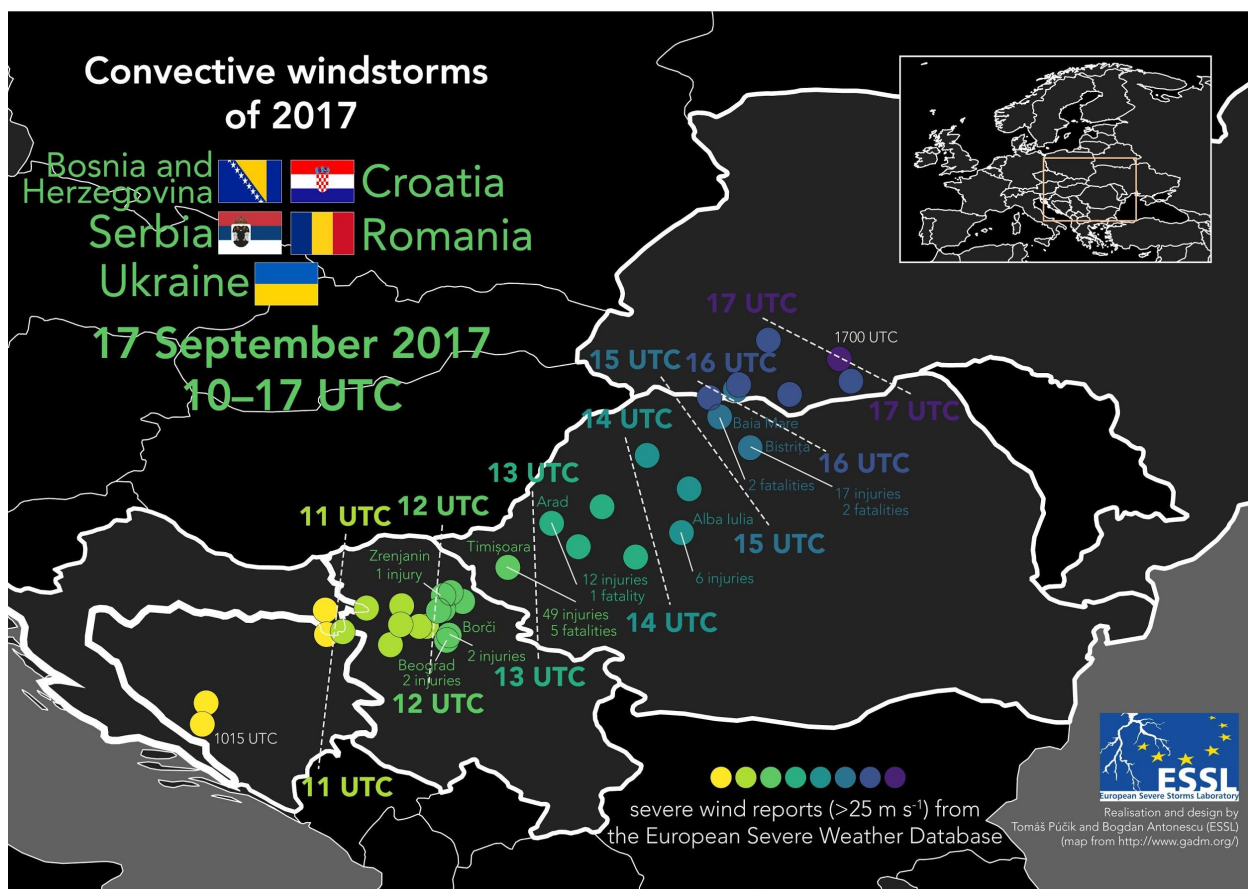 Convective windstorms
of 2017
Bosnia and
Herzegovina
Croatia
Serbia
Romania
Ukraine
17 September 2017
10–17 UTC
17 UTC
1700 UTC
15 UTC
16 UTC
17 UTC
14 UTC
Baia Mare
Bistrița
16 UTC
13 UTC
2 fatalities
17 injuries
2 fatalities
11 UTC
12 UTC
Arad
Alba Iulia
15 UTC
Zrenjanin
1 injury
Timișoara
12 injuries
1 fatality
6 injuries
49 injuries
5 fatalities
14 UTC
Borči
2 injuries
Beograd
2 injuries
13 UTC
12 UTC
1015 UTC
11 UTC
severe wind reports (>25 m s-1) from
the European Severe Weather Database
ESSL
European Severe Storms Laboratory
Realisation and design by
Tomáš Púčik and Bogdan Antonescu (ESSL)
(map from http://www.gadm.org/)